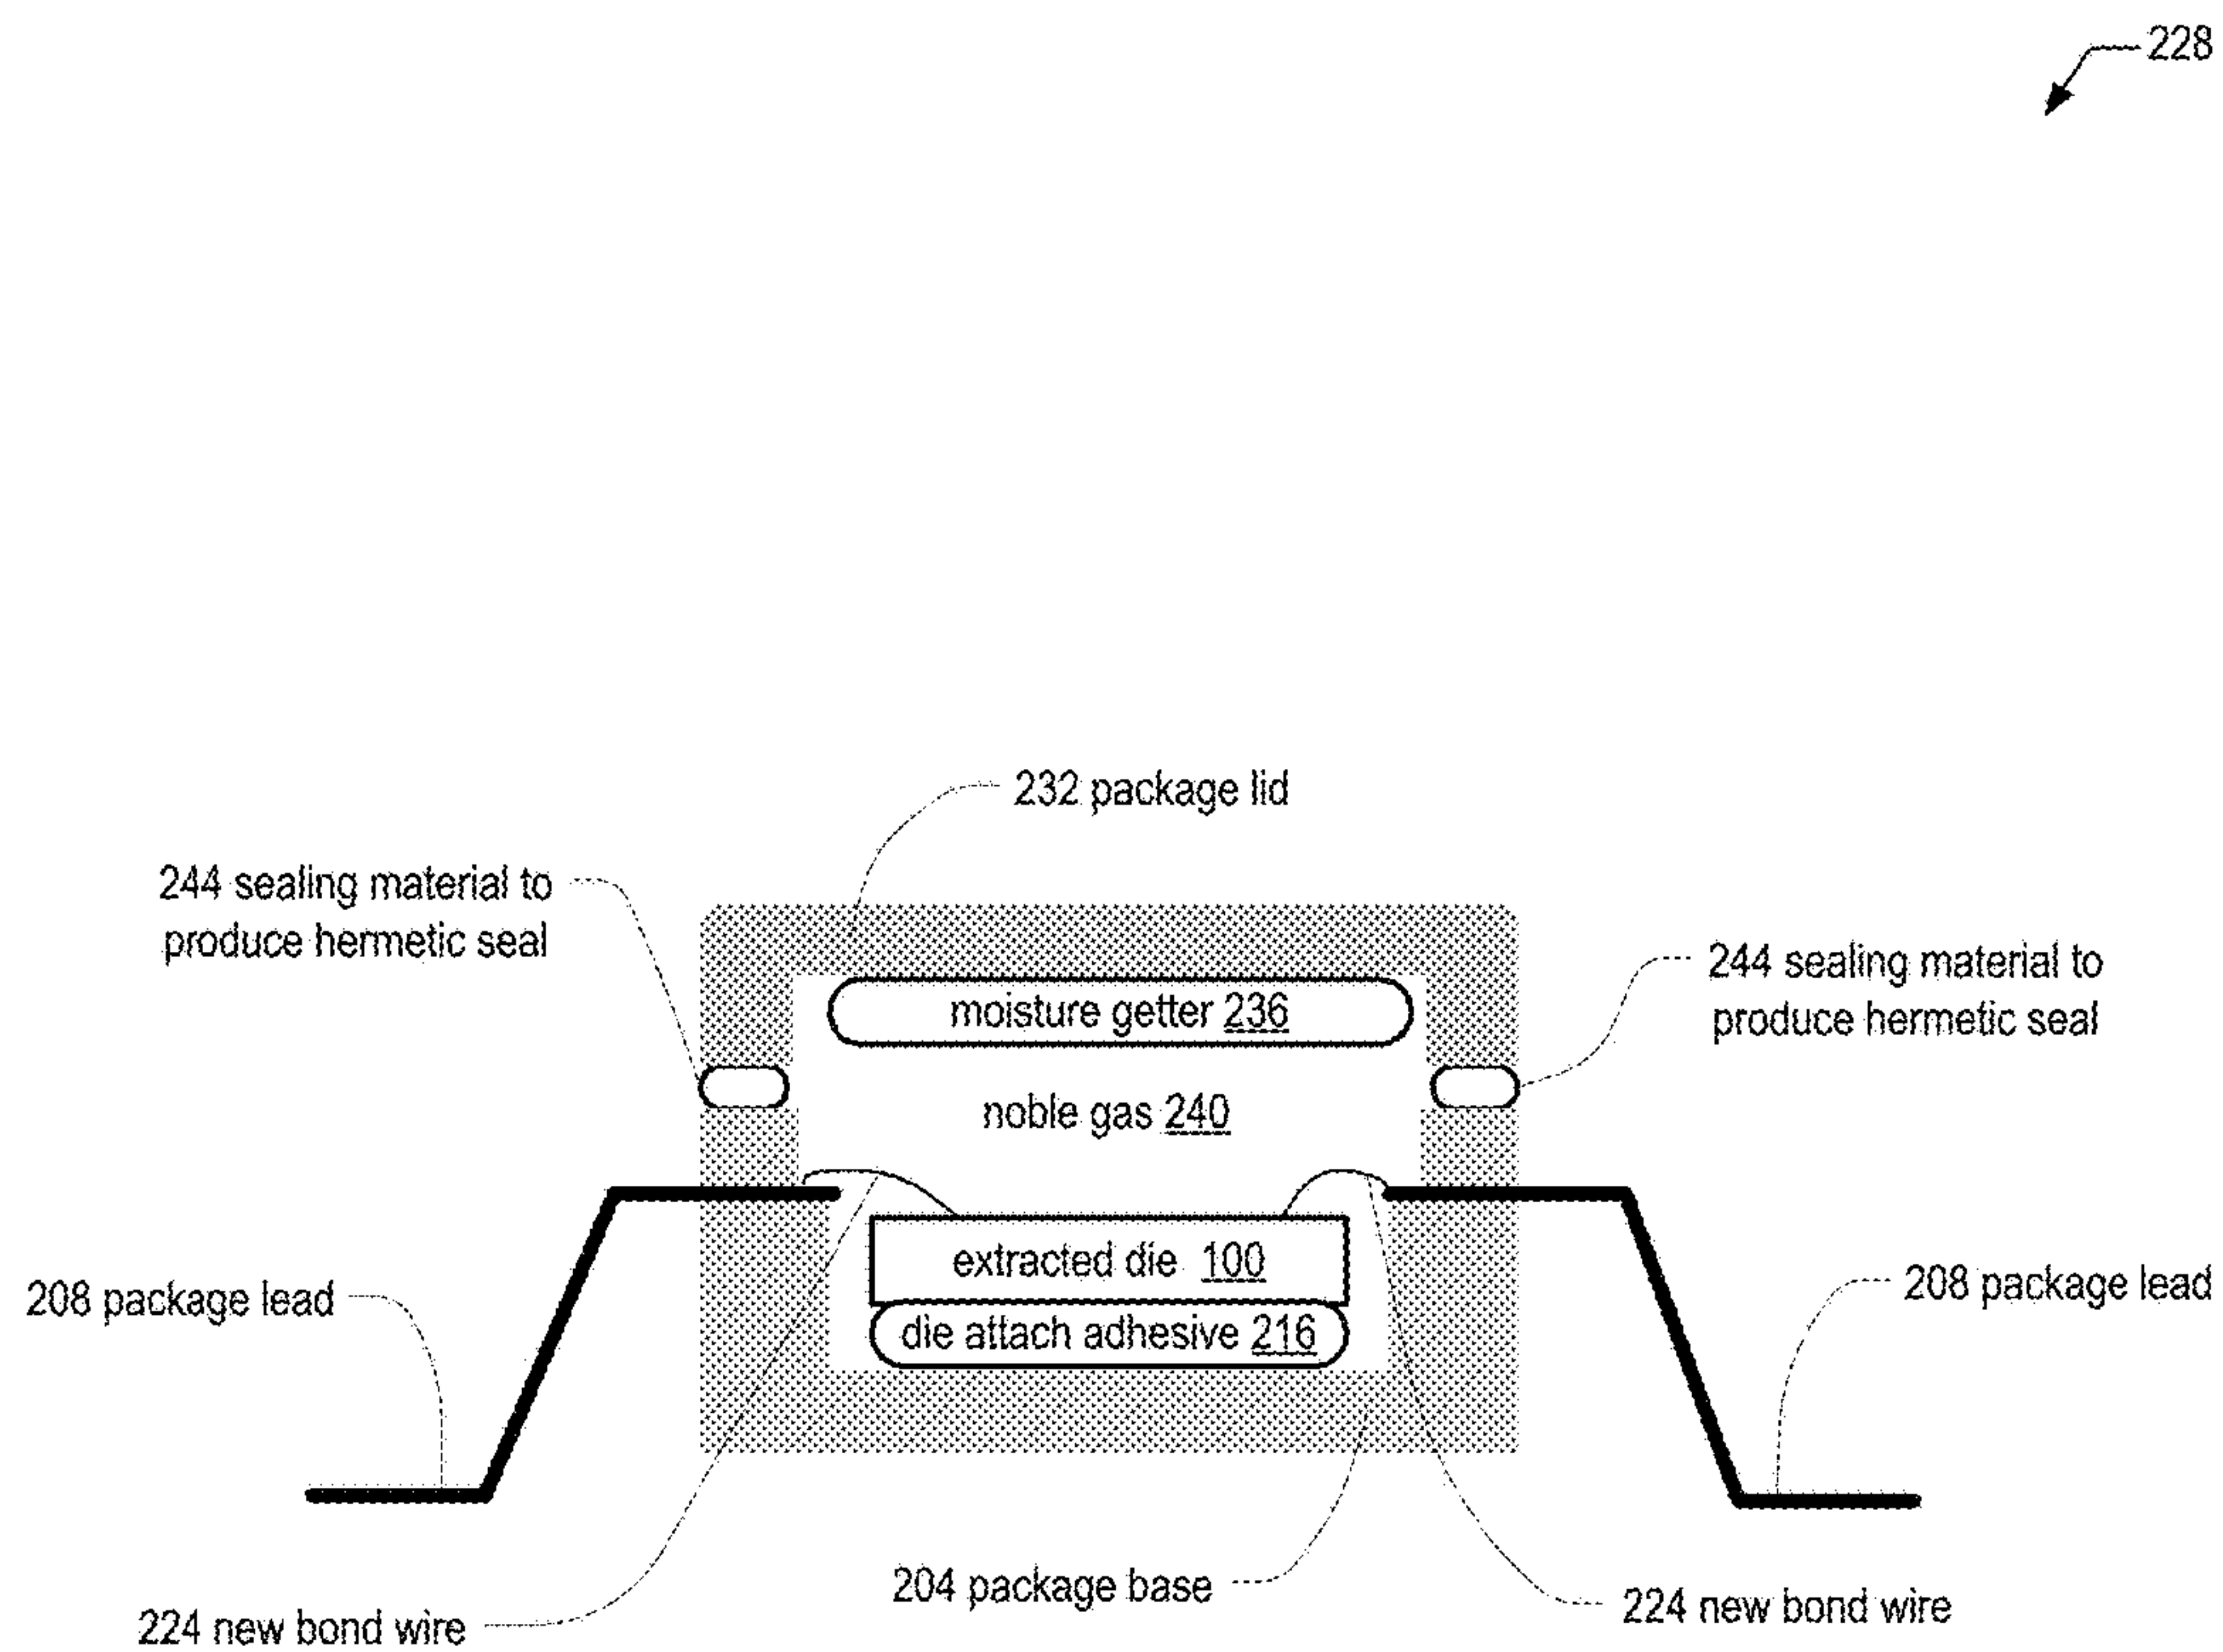 228
232 package lid
244 sealing material to
produce hermetic seal
244 sealing material to
produce hermetic seal
moisture getter 236
noble gas 240
extracted die 100
208 package lead
208 package lead
die attach adhesive 216
204 package base
224 new bond wire
224 new bond wire